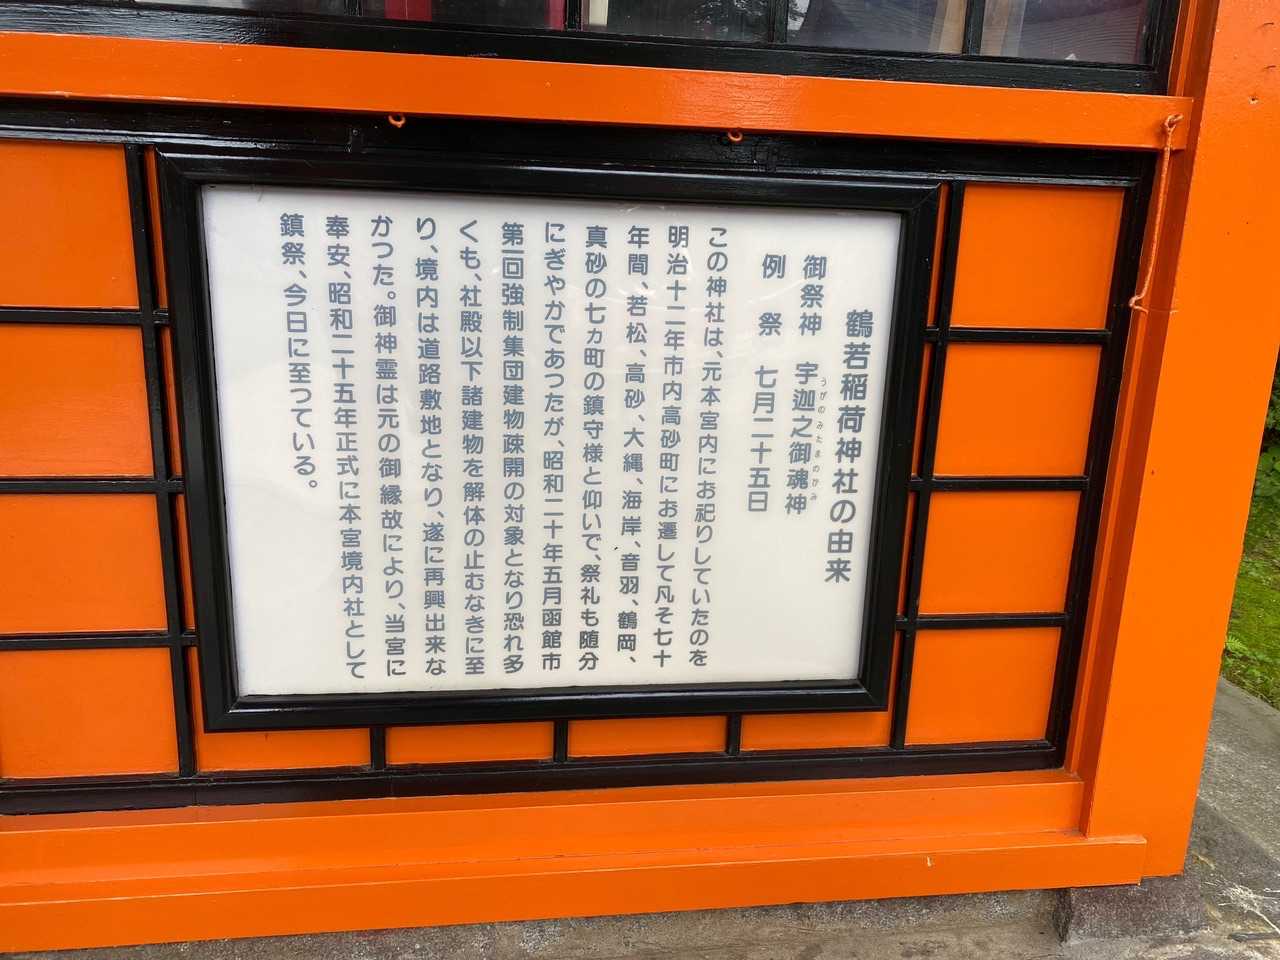 鶴若稲荷神社の由来
御祭神　宇迦之御魂神
うがのみたまのかみ
例　祭　七月二十五日
この神社は、元本宮内にお祀りしていたのを
明治十二年市内高砂町にお遷して凡そ七十
年間、若松、高砂、大縄、海岸、音羽、鶴岡、
真砂の七ヵ町の鎮守様と仰いで、祭礼も随分
にぎやかであつたが、昭和二十年五月函館市
第一回強制集団建物疎開の対象となり恐れ多
くも、社殿以下諸建物を解体の止むなきに至
り、境内は道路敷地となり、遂に再興出来な
かつた。御神霊は元の御縁故により、当宮に
奉安、昭和二十五年正式に本宮境内社として
鎮祭、今日に至つている。